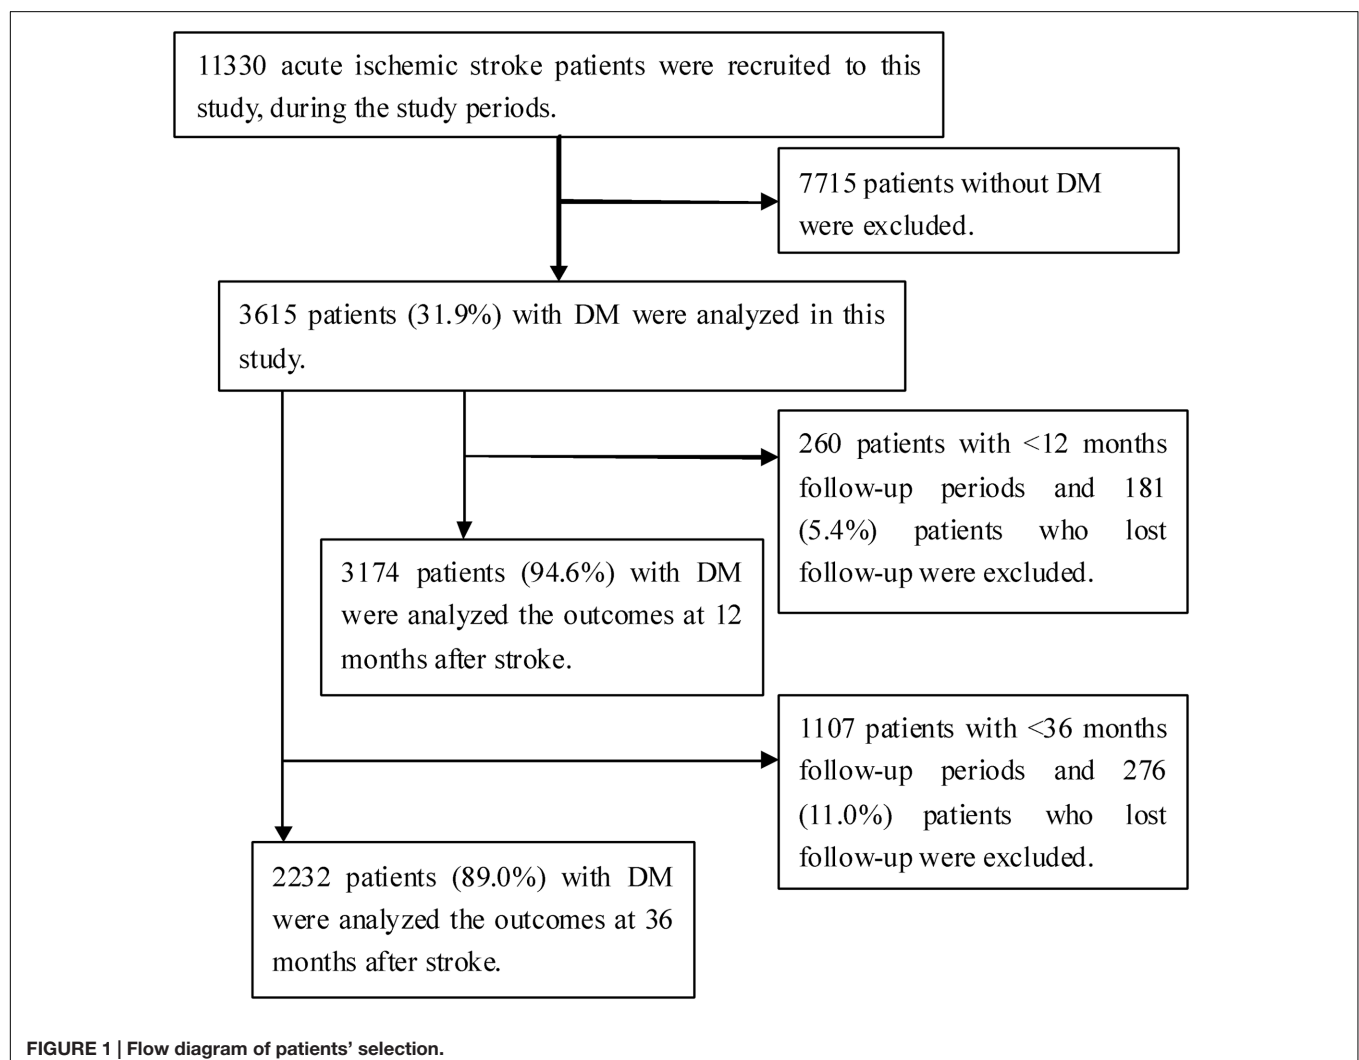 11330 acute ischemic stroke patients were recruited to this
study, during the study periods.
7715 patients without DM
were excluded.
3615 patients (31.9%) with DM were analyzed in this
study.
260 patients with <12 months
follow-up periods and 181
(5.4%) patients who lost
follow-up were excluded.
3174 patients (94.6%) with DM
were analyzed the outcomes at 12
months after stroke.
1107 patients with <36 months
follow-up periods and 276
(11.0%) patients who lost
follow-up were excluded.
2232 patients (89.0%) with DM
were analyzed the outcomes at 36
months after stroke.
FIGURE 1 | Flow diagram of patients’ selection.